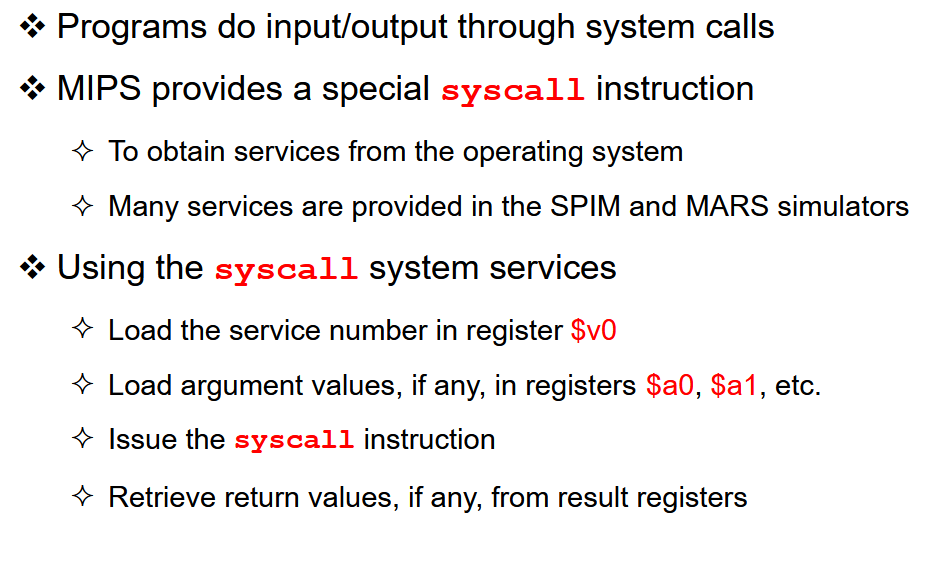 ❖ Programs do input/output through system calls
❖ MIPS provides a special syscall instruction
✧ To obtain services from the operating system
✧ Many services are provided in the SPIM and MARS simulators
❖ Using the syscall system services
✧ Load the service number in register $v0
✧ Load argument values, if any, in registers $a0, $a1, etc.
✧ Issue the syscall instruction
✧ Retrieve return values, if any, from result registers